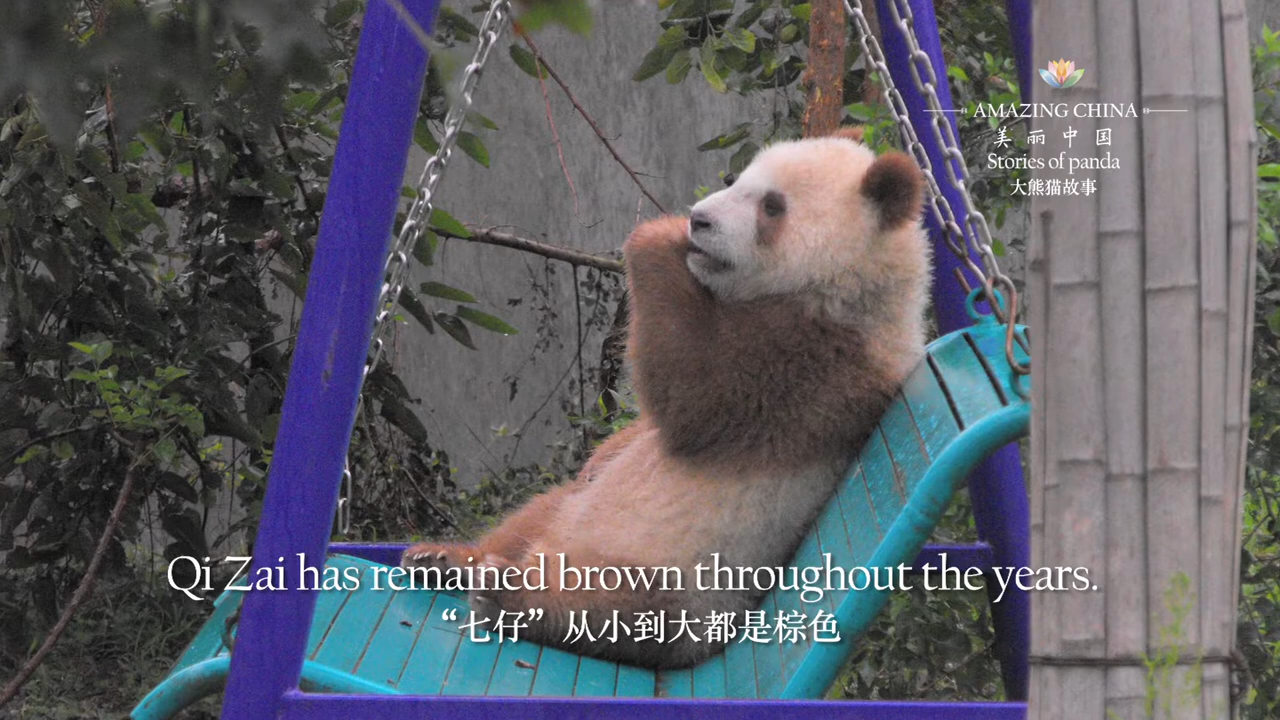 AMAZING CHINA
美丽中国
Stories of panda
大熊猫故事
Qi Zai has remained brown throughout the years.
“七仔”从小到大都是棕色